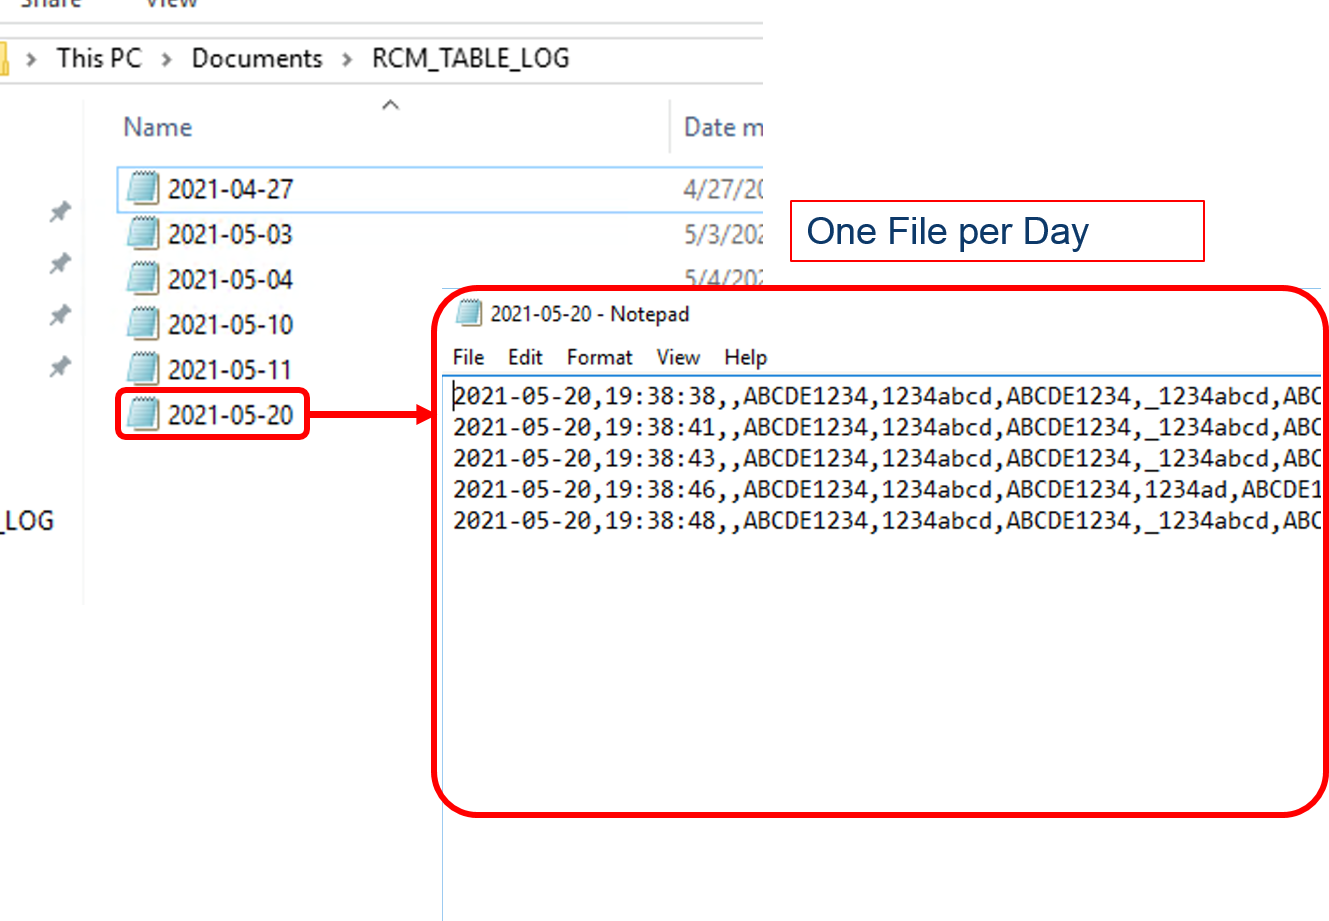 Share View
This PC > Documents > RCM_TABLE_LOG
Name Date m
2021-04-27 4/27/20
2021-05-03 5/3/202
2021-05-04 5/4/202
2021-05-10
2021-05-11
2021-05-20
_LOG
One File per Day
2021-05-20 - Notepad
File Edit Format View Help
2021-05-20,19:38:38,,ABCDE1234,1234abcd,ABCDE1234,_1234abcd,ABC
2021-05-20,19:38:41,,ABCDE1234,1234abcd,ABCDE1234,_1234abcd,ABC
2021-05-20,19:38:43,,ABCDE1234,1234abcd,ABCDE1234,_1234abcd,ABC
2021-05-20,19:38:46,,ABCDE1234,1234abcd,ABCDE1234,1234ad,ABCDE1
2021-05-20,19:38:48,,ABCDE1234,1234abcd,ABCDE1234,_1234abcd,ABC